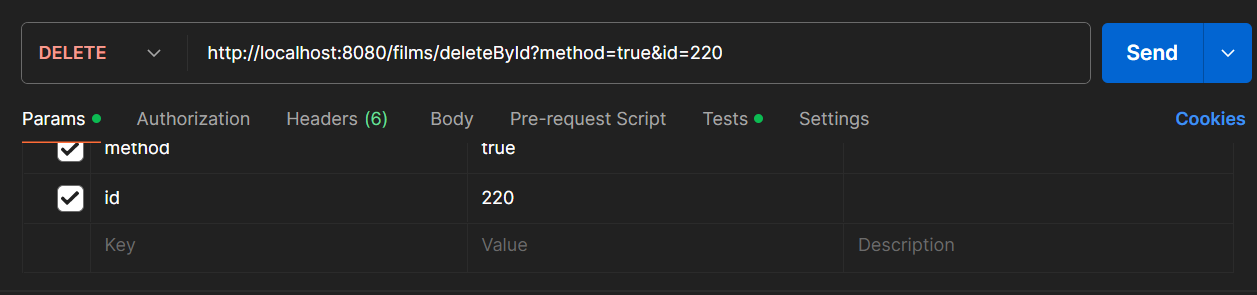 DELETE http://localhost:8080/films/deleteById?method=true&id=220 Send
Params Authorization Headers (6) Body Pre-request Script Tests Settings Cookies
method true
id 220
Key Value Description